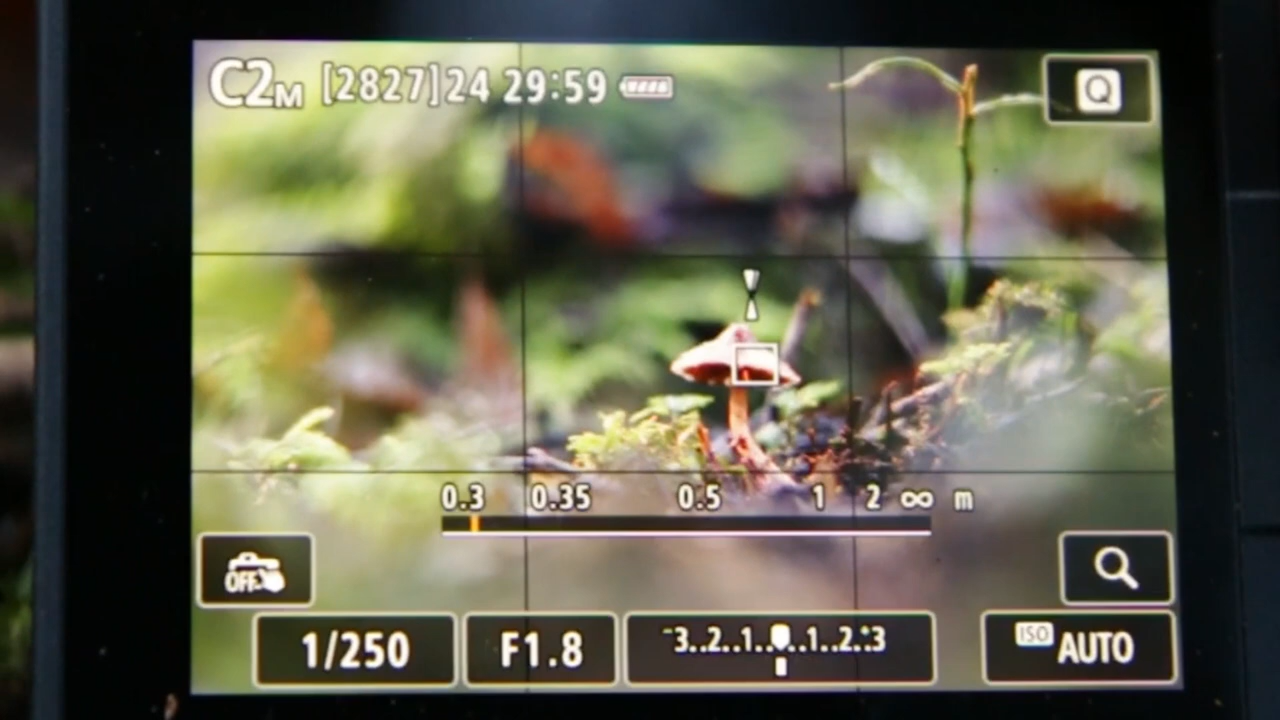 C2M [2827]24 29:59
Q
0.3 0.35 0.5 1 2 ∞ m
OFF
1/250 F1.8 -3..2..1..0..1..2.+3 ISO AUTO